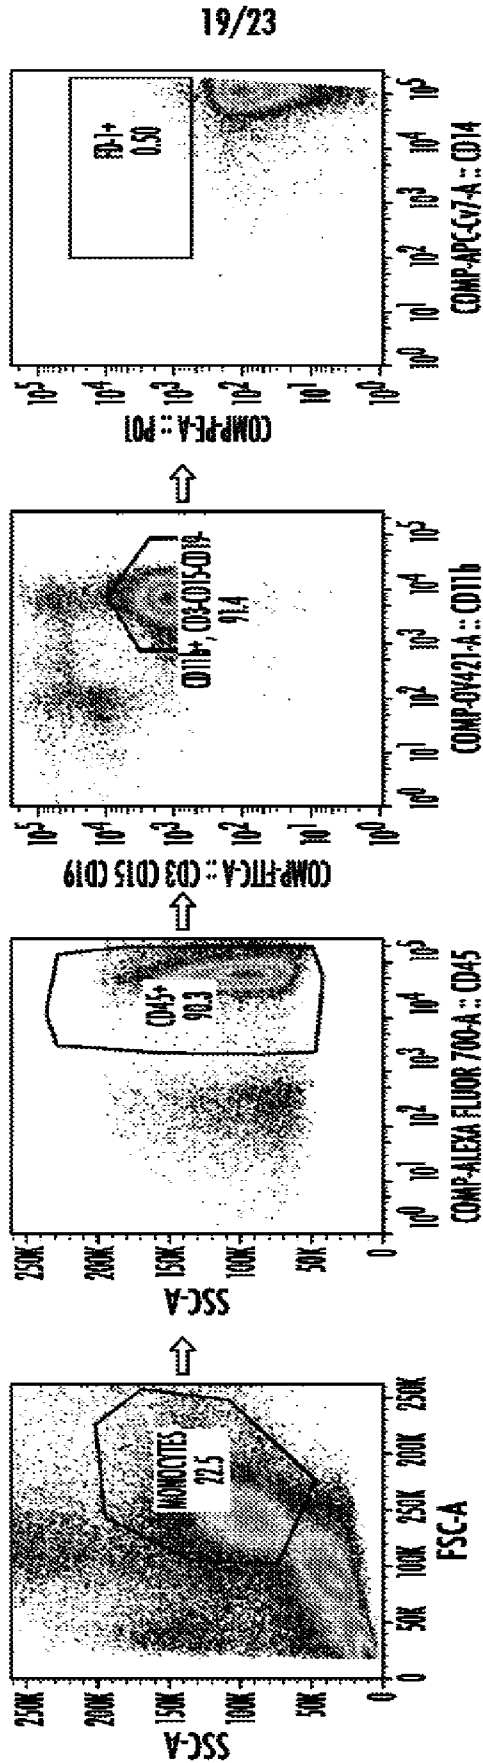 19/23
250K
200K
150K
100K
50K
0
SSC-A
MONOCYTES
22.5
0 50K 100K 250K 200K 250K
FSC-A
250K
200K
150K
100K
50K
0
SSC-A
CD45+
90.3
10^0 10^1 10^2 10^3 10^4 10^5
COMP-ALEXA FLUOR 700-A :: CD45
10^5
10^4
10^3
10^2
10^1
10^0
COMP-FITC-A :: CD3 CD15 CD19
CD11b+, CD3-CD15-CD19-
91.4
10^0 10^1 10^2 10^3 10^4 10^5
COMP-OV421-A :: CD11b
10^5
10^4
10^3
10^2
10^1
10^0
COMP-PE-A :: PD1
PD-1+
0.50
10^0 10^1 10^2 10^3 10^4 10^5
COMP-APC-Cy7-A :: CD14